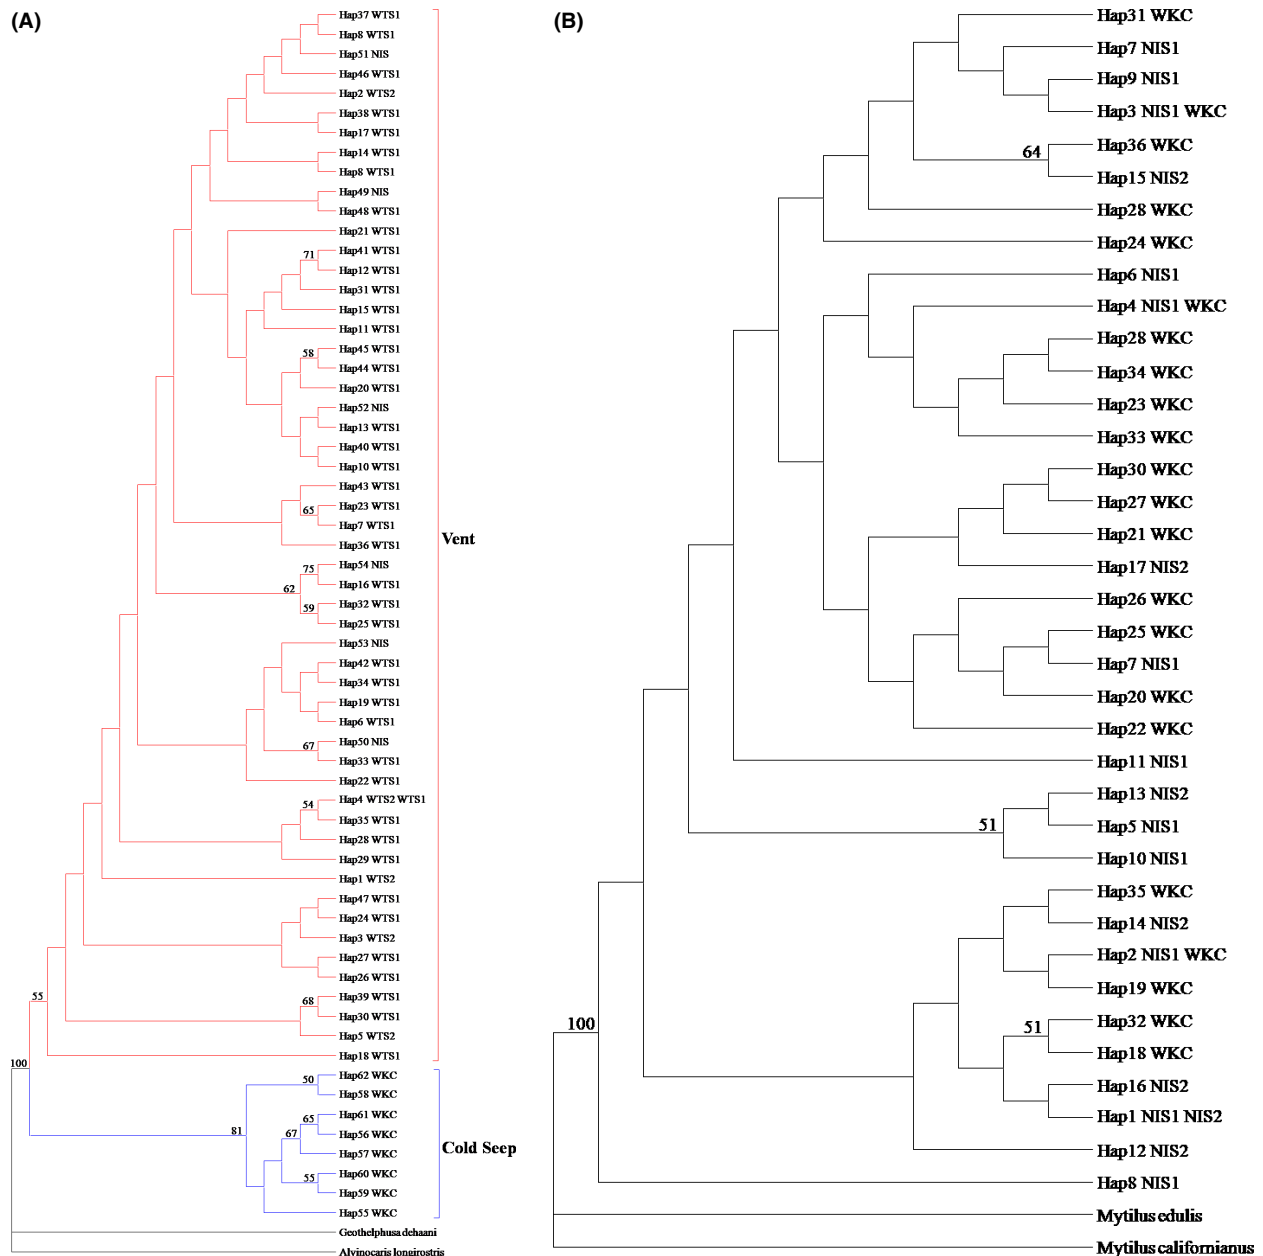 (A)
Hap37 WTS1
Hap8 WTS1
Hap51 NIS
Hap46 WTS1
Hap2 WTS2
Hap38 WTS1
Hap17 WTS1
Hap14 WTS1
Hap8 WTS1
Hap49 NIS
Hap48 WTS1
Hap21 WTS1
71
Hap41 WTS1
Hap12 WTS1
Hap31 WTS1
Hap15 WTS1
Hap11 WTS1
58
Hap45 WTS1
Hap44 WTS1
Hap20 WTS1
Hap52 NIS
Hap13 WTS1
Hap40 WTS1
Hap10 WTS1
Hap43 WTS1
65
Hap23 WTS1
Hap7 WTS1
Hap36 WTS1
62
75
Hap54 NIS
Hap16 WTS1
59
Hap32 WTS1
Hap25 WTS1
Hap53 NIS
Hap42 WTS1
Hap34 WTS1
Hap19 WTS1
Hap6 WTS1
67
Hap50 NIS
Hap33 WTS1
Hap22 WTS1
54
Hap4 WTS2 WTS1
Hap35 WTS1
Hap28 WTS1
Hap29 WTS1
Hap1 WTS2
Hap47 WTS1
Hap24 WTS1
Hap3 WTS2
Hap27 WTS1
Hap26 WTS1
68
Hap39 WTS1
Hap30 WTS1
Hap5 WTS2
55
Hap18 WTS1
Vent
100
50
Hap62 WKC
Hap58 WKC
81
65
Hap61 WKC
Hap56 WKC
67
Hap57 WKC
55
Hap60 WKC
Hap59 WKC
Hap55 WKC
Cold Seep
Geothelphusa dehaani
Alvinocaris longirostris
(B)
Hap31 WKC
Hap7 NIS1
Hap9 NIS1
Hap3 NIS1 WKC
64
Hap36 WKC
Hap15 NIS2
Hap28 WKC
Hap24 WKC
Hap6 NIS1
Hap4 NIS1 WKC
Hap28 WKC
Hap34 WKC
Hap23 WKC
Hap33 WKC
Hap30 WKC
Hap27 WKC
Hap21 WKC
Hap17 NIS2
Hap26 WKC
Hap25 WKC
Hap7 NIS1
Hap20 WKC
Hap22 WKC
Hap11 NIS1
Hap13 NIS2
51
Hap5 NIS1
Hap10 NIS1
Hap35 WKC
Hap14 NIS2
Hap2 NIS1 WKC
Hap19 WKC
100
51
Hap32 WKC
Hap18 WKC
Hap16 NIS2
Hap1 NIS1 NIS2
Hap12 NIS2
Hap8 NIS1
Mytilus edulis
Mytilus californianus